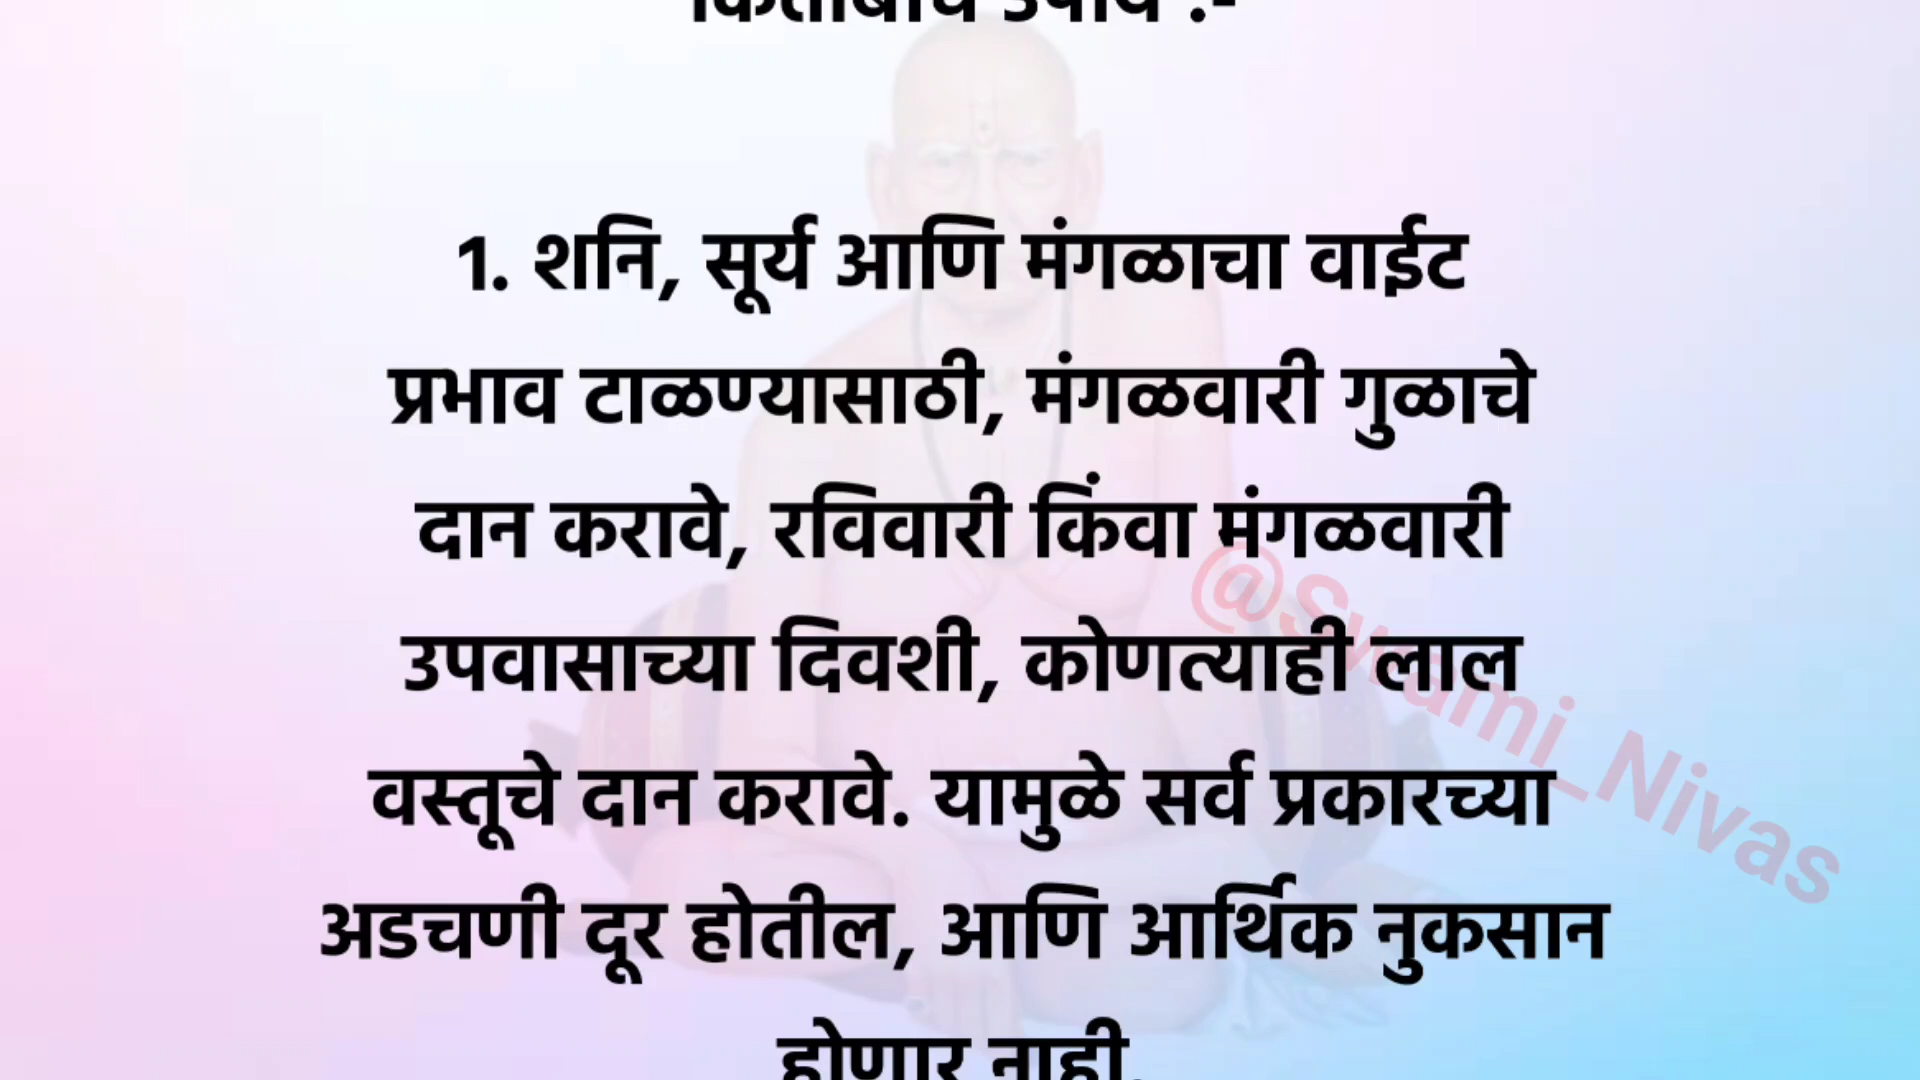 उपाय :-
1. शनि, सूर्य आणि मंगळाचा वाईट
प्रभाव टाळण्यासाठी, मंगळवारी गुळाचे
दान करावे, रविवारी किंवा मंगळवारी
उपवासाच्या दिवशी, कोणत्याही लाल
वस्तूचे दान करावे. यामुळे सर्व प्रकारच्या
अडचणी दूर होतील, आणि आर्थिक नुकसान
होणार नाही.
@Swami_Nivas